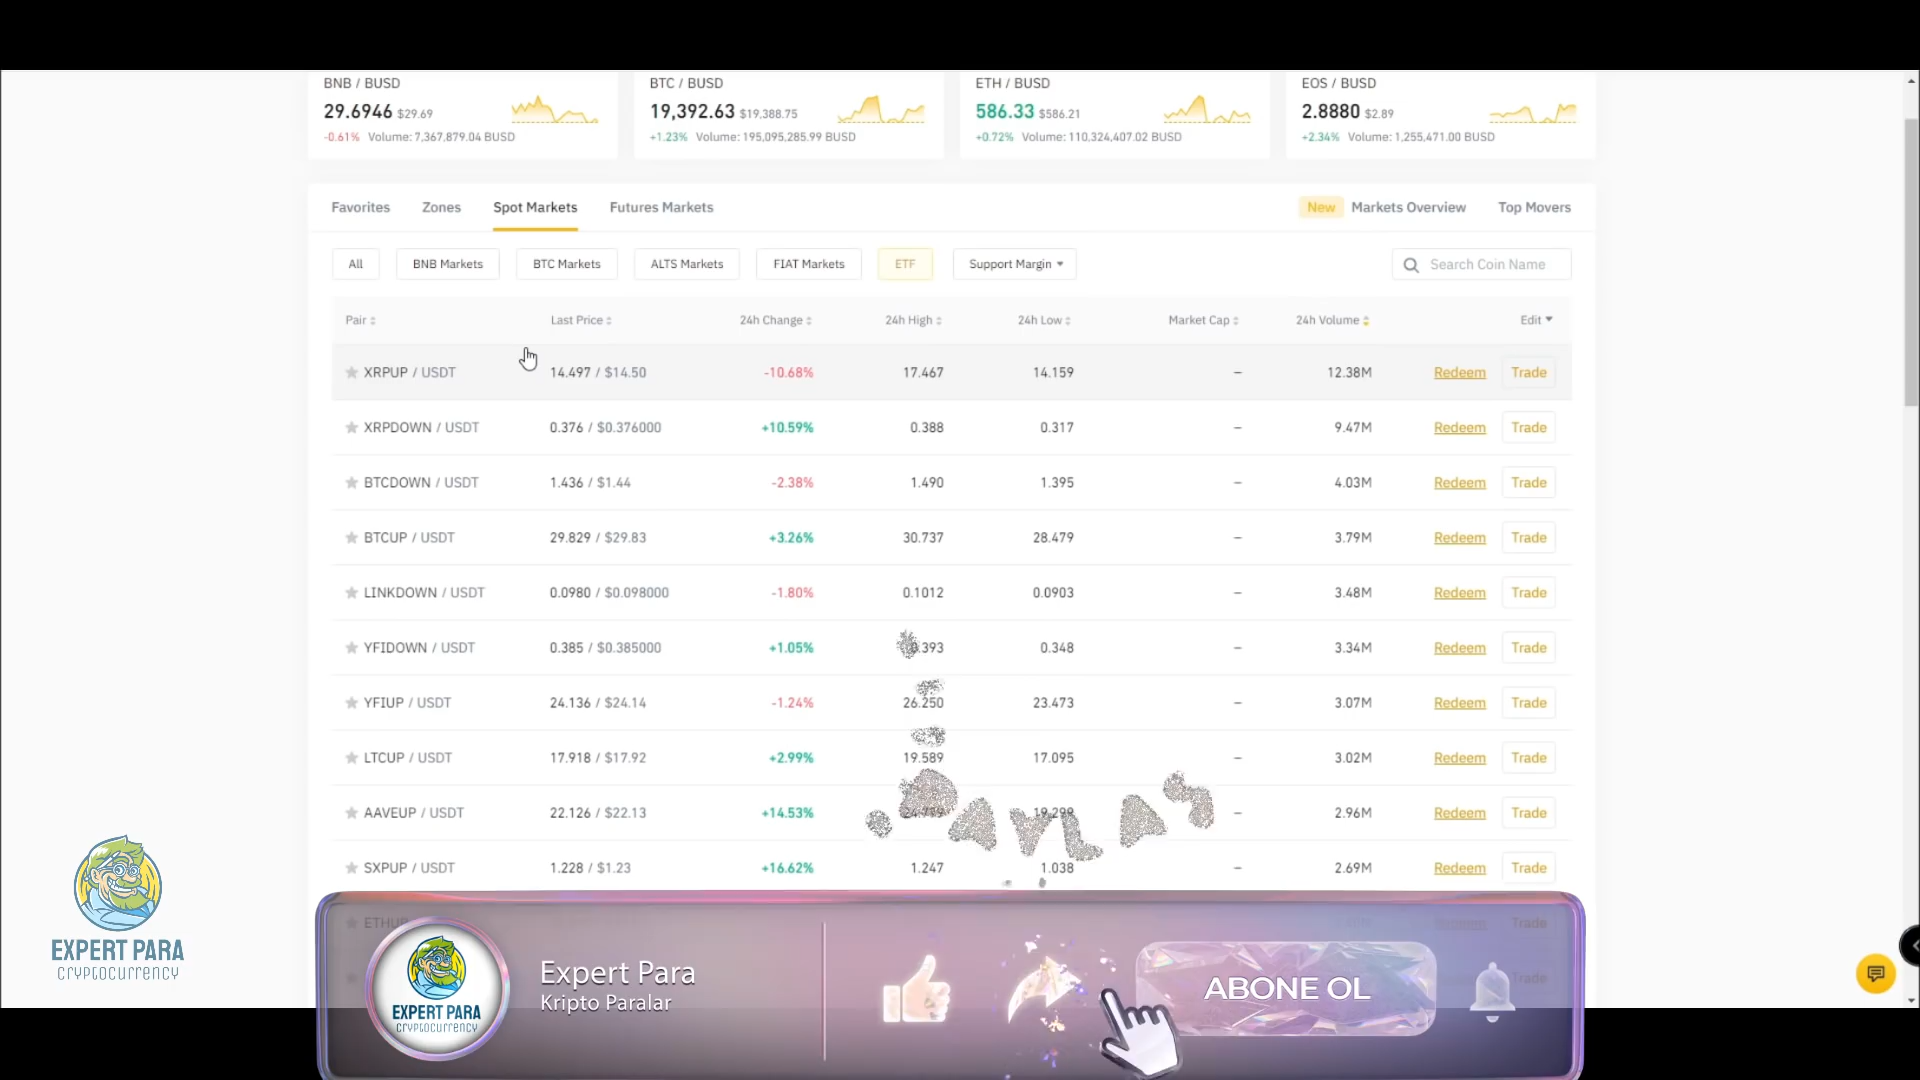 BNB / BUSD
29.6946 $29.69
-0.61% Volume: 7,367,879.04 BUSD
BTC / BUSD
19,392.63 $19,388.75
+1.23% Volume: 195,095,285.99 BUSD
ETH / BUSD
586.33 $586.21
+0.72% Volume: 110,324,407.02 BUSD
EOS / BUSD
2.8880 $2.89
+2.34% Volume: 1,255,471.00 BUSD
Favorites Zones Spot Markets Futures Markets New Markets Overview Top Movers
All BNB Markets BTC Markets ALTS Markets FIAT Markets ETF Support Margin Search Coin Name
Pair Last Price 24h Change 24h High 24h Low Market Cap 24h Volume Edit
XRPUP / USDT 14.497 / $14.50 -10.68% 17.467 14.159 – 12.38M Redeem Trade
XRPDOWN / USDT 0.376 / $0.376000 +10.59% 0.388 0.317 – 9.47M Redeem Trade
BTCDOWN / USDT 1.436 / $1.44 -2.38% 1.490 1.395 – 4.03M Redeem Trade
BTCUP / USDT 29.829 / $29.83 +3.26% 30.737 28.479 – 3.79M Redeem Trade
LINKDOWN / USDT 0.0980 / $0.098000 -1.80% 0.1012 0.0903 – 3.48M Redeem Trade
YFIDOWN / USDT 0.385 / $0.385000 +1.05% 0.393 0.348 – 3.34M Redeem Trade
YFIUP / USDT 24.136 / $24.14 -1.24% 26.250 23.473 – 3.07M Redeem Trade
LTCUP / USDT 17.918 / $17.92 +2.99% 19.589 17.095 – 3.02M Redeem Trade
AAVEUP / USDT 22.126 / $22.13 +14.53% 19.299 – 2.96M Redeem Trade
SXPUP / USDT 1.228 / $1.23 +16.62% 1.247 1.038 – 2.69M Redeem Trade
ETHUP Redeem Trade
Trade
EXPERT PARA
CRYPTOCURRENCY
EXPERT PARA
CRYPTOCURRENCY
Expert Para
Kripto Paralar
ABONE OL